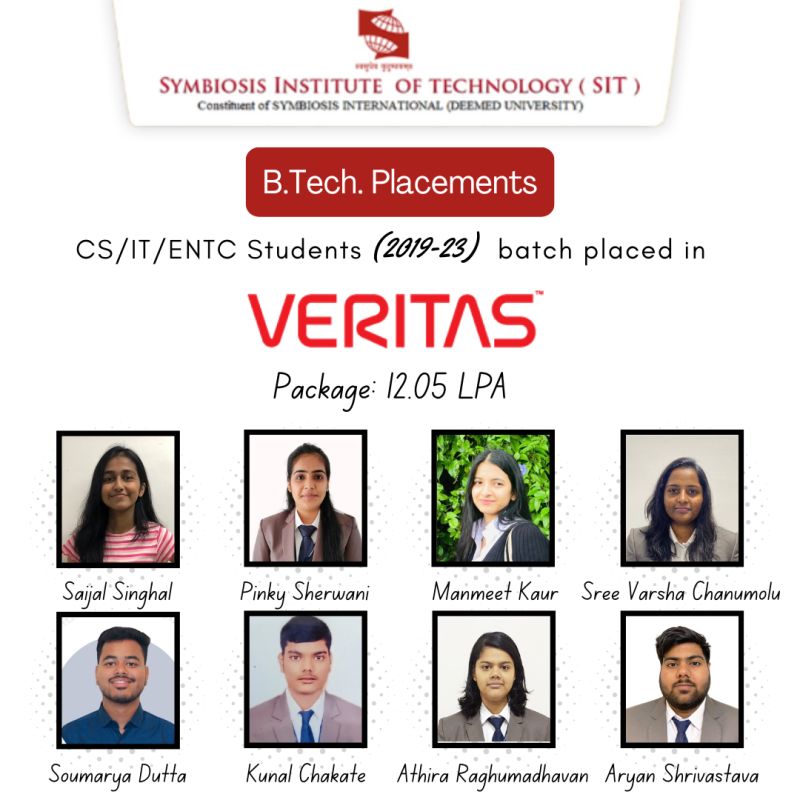 स्वसुधैव कुटुम्बकम्
SYMBIOSIS INSTITUTE OF TECHNOLOGY ( SIT )
Constituent of SYMBIOSIS INTERNATIONAL (DEEMED UNIVERSITY)
B.Tech. Placements
CS/IT/ENTC Students (2019-23) batch placed in
VERITAS™
Package: 12.05 LPA
Saijal Singhal Pinky Sherwani Manmeet Kaur Sree Varsha Chanumolu
Soumarya Dutta Kunal Chakate Athira Raghumadhavan Aryan Shrivastava